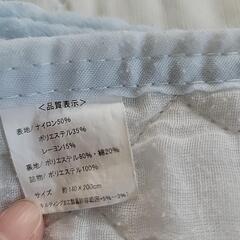 <品質表示>
表地/ナイロン50%
ポリエステル35%
レーヨン15%
裏地/ポリエステル80%・綿20%
詰物/ポリエステル100%
サイズ 約140×200cm